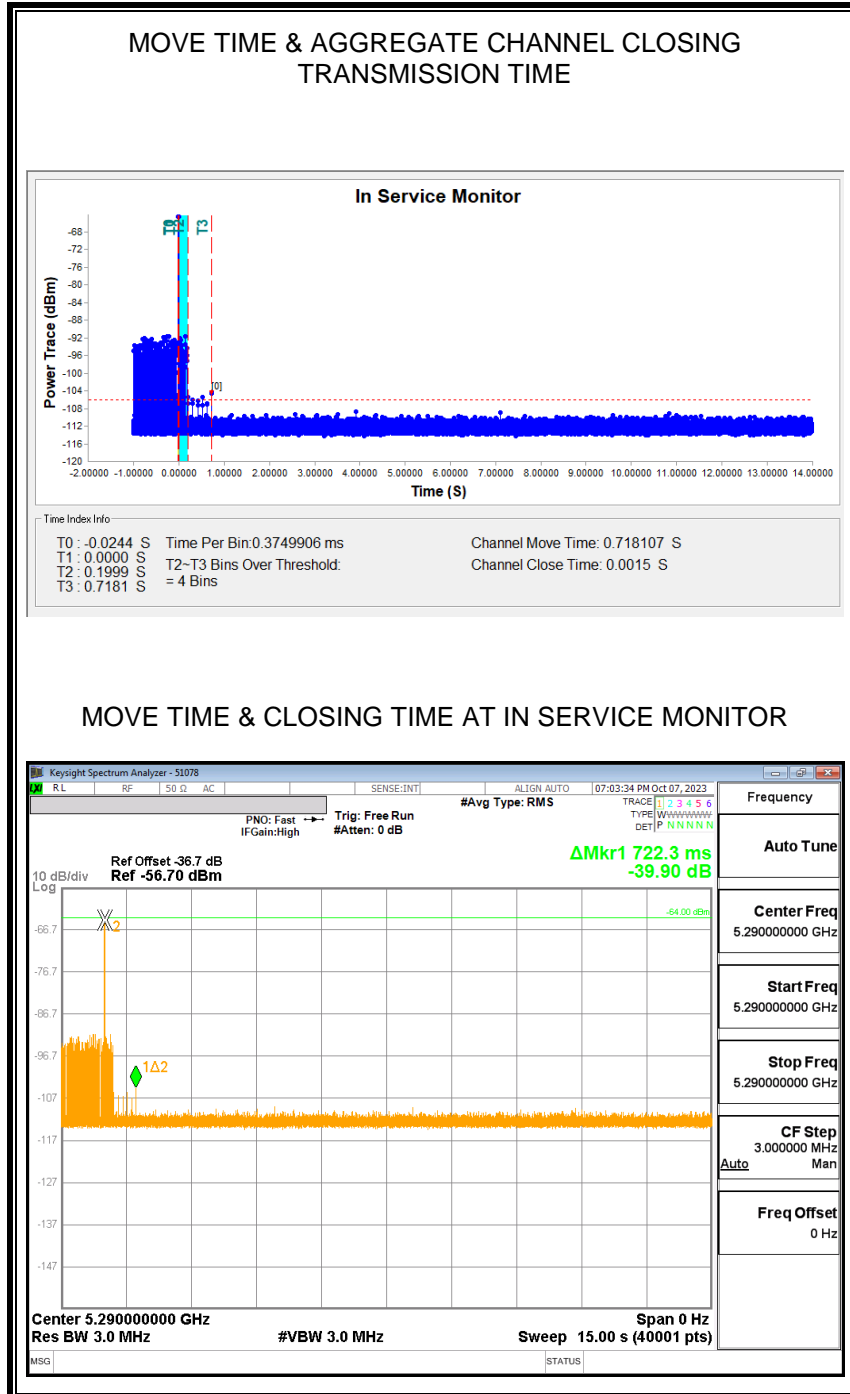 MOVE TIME & AGGREGATE CHANNEL CLOSING
TRANSMISSION TIME
In Service Monitor
T0 T2 T3
Power Trace (dBm)
-68
-72
-76
-80
-84
-88
-92
-96
-100
-104
-108
-112
-116
-120
[0]
-2.00000 -1.00000 0.00000 1.00000 2.00000 3.00000 4.00000 5.00000 6.00000 7.00000 8.00000 9.00000 10.00000 11.00000 12.00000 13.00000 14.00000
Time (S)
Time Index Info
T0 : -0.0244 S Time Per Bin:0.3749906 ms Channel Move Time: 0.718107 S
T1 : 0.0000 S T2~T3 Bins Over Threshold: Channel Close Time: 0.0015 S
T2 : 0.1999 S = 4 Bins
T3 : 0.7181 S
MOVE TIME & CLOSING TIME AT IN SERVICE MONITOR
Keysight Spectrum Analyzer - 51078
LXI RL RF 50 Ω AC SENSE:INT ALIGN AUTO 07:03:34 PM Oct 07, 2023
#Avg Type: RMS TRACE 1 2 3 4 5 6
PNO: Fast Trig: Free Run TYPE WWWWWWW
IFGain:High #Atten: 0 dB DET P N N N N N
ΔMkr1 722.3 ms
-39.90 dB
Ref Offset -36.7 dB
10 dB/div Ref -56.70 dBm
Log
-64.00 dBm
2
1Δ2
-66.7
-76.7
-86.7
-96.7
-107
-117
-127
-137
-147
Center 5.290000000 GHz Span 0 Hz
Res BW 3.0 MHz #VBW 3.0 MHz Sweep 15.00 s (40001 pts)
MSG STATUS
Frequency
Auto Tune
Center Freq
5.290000000 GHz
Start Freq
5.290000000 GHz
Stop Freq
5.290000000 GHz
CF Step
3.000000 MHz
Auto Man
Freq Offset
0 Hz